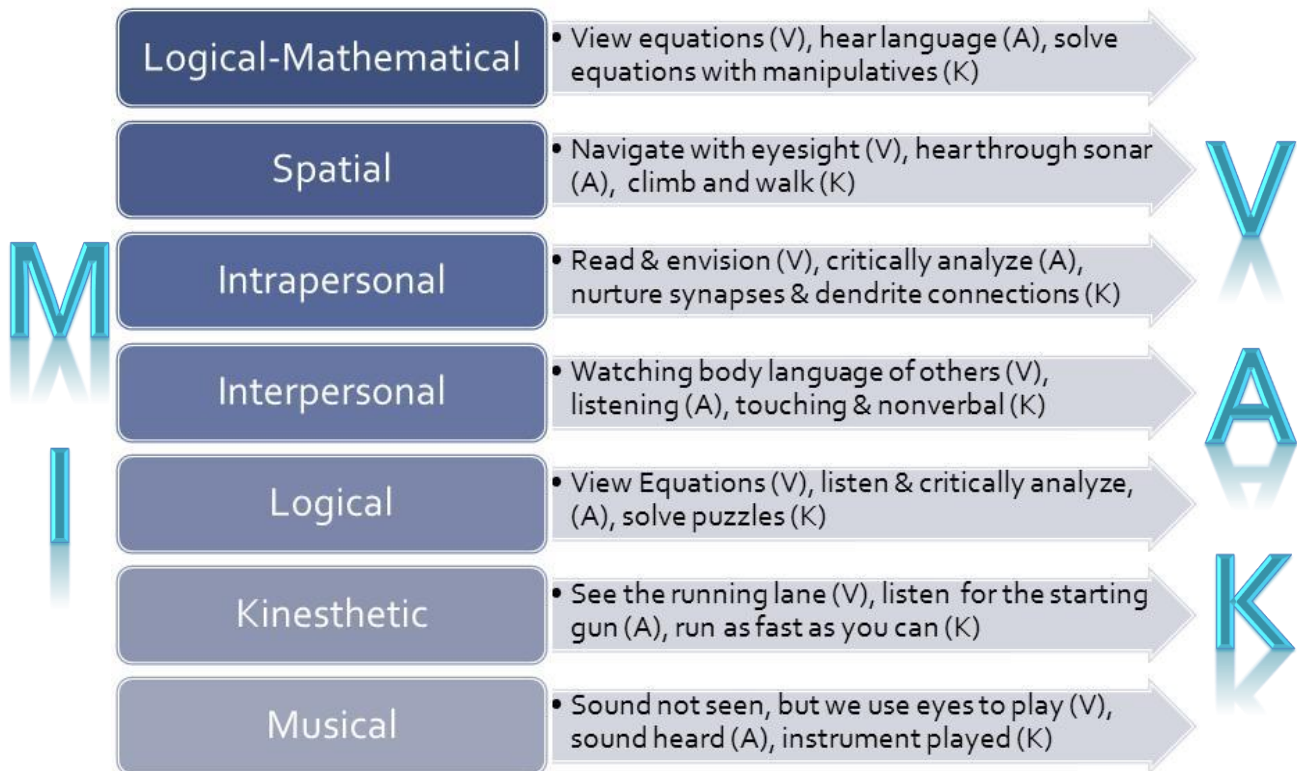 Logical-Mathematical
• View equations (V), hear language (A), solve
equations with manipulatives (K)
Spatial
• Navigate with eyesight (V), hear through sonar
(A), climb and walk (K)
Intrapersonal
• Read & envision (V), critically analyze (A),
nurture synapses & dendrite connections (K)
Interpersonal
• Watching body language of others (V),
listening (A), touching & nonverbal (K)
Logical
• View Equations (V), listen & critically analyze,
(A), solve puzzles (K)
Kinesthetic
• See the running lane (V), listen for the starting
gun (A), run as fast as you can (K)
Musical
• Sound not seen, but we use eyes to play (V),
sound heard (A), instrument played (K)
M
I
V
A
K